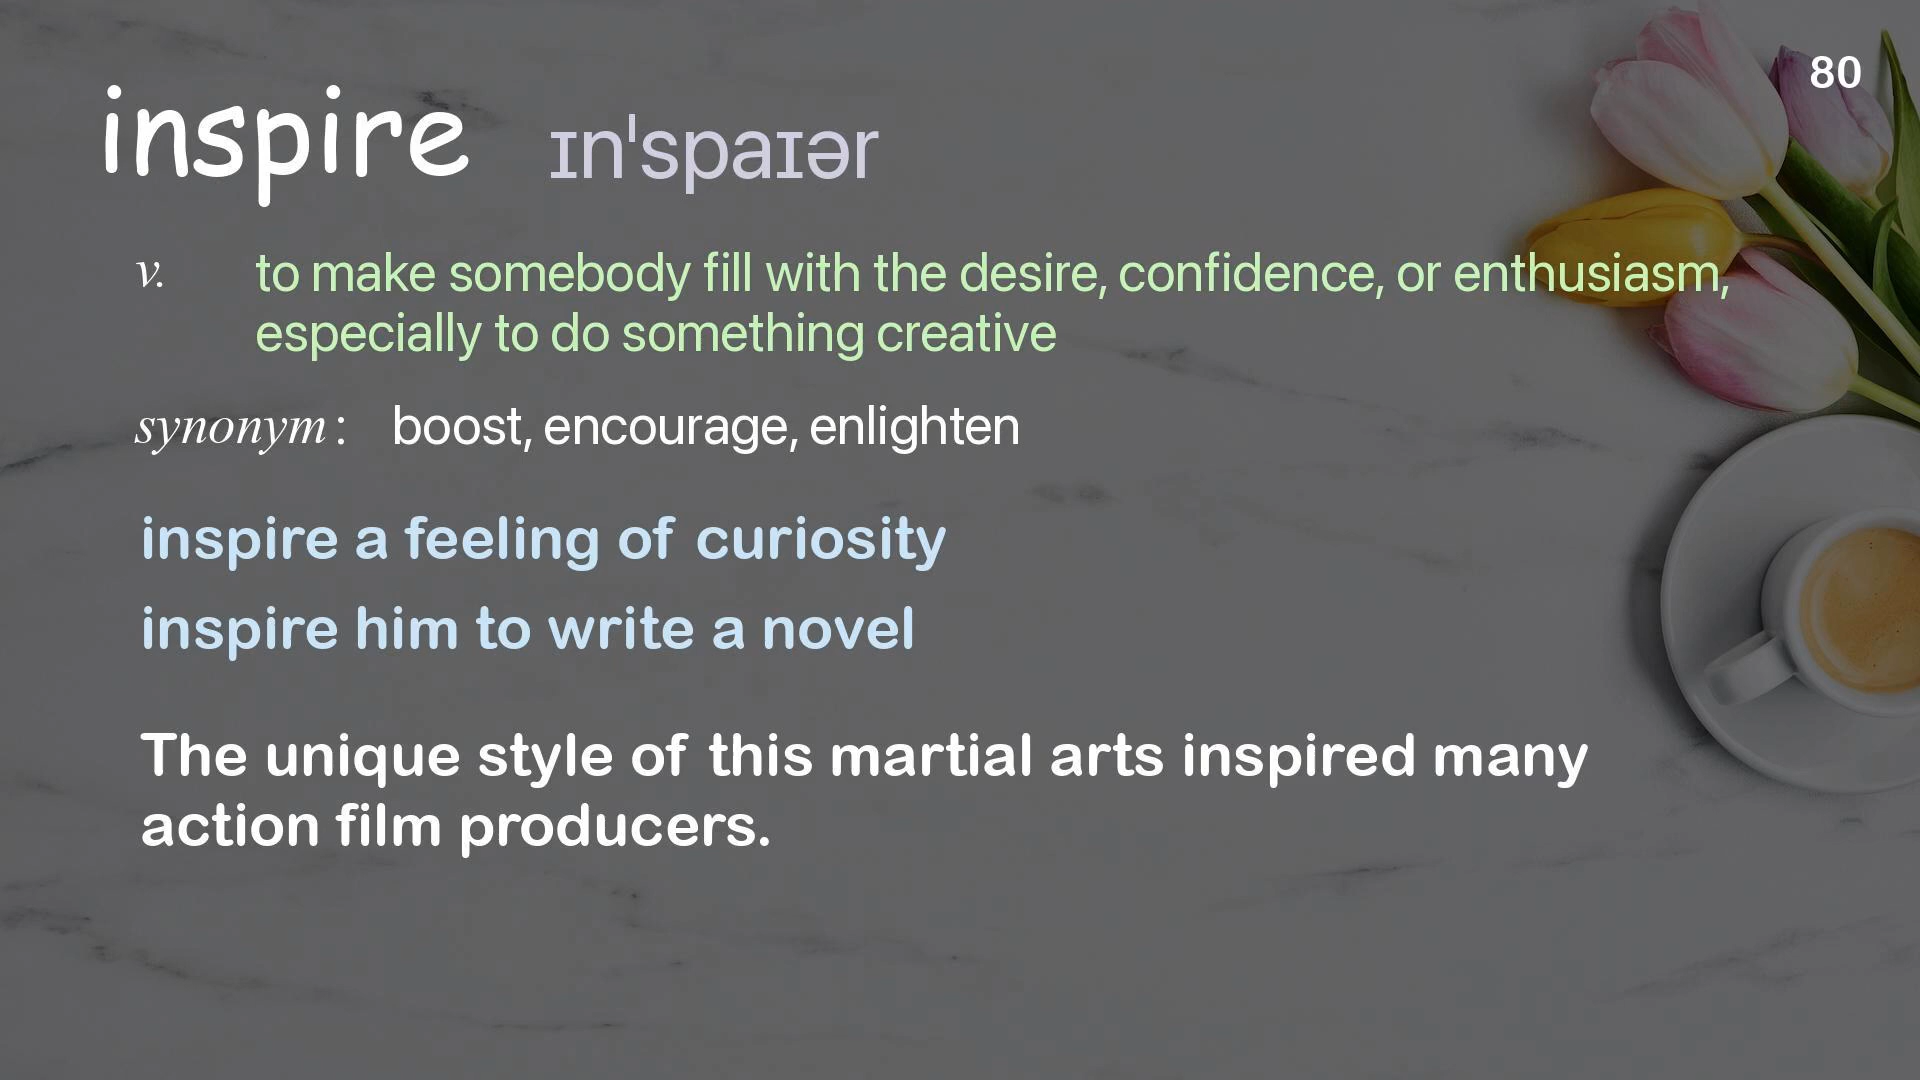 80
inspire ɪnˈspaɪər
v. to make somebody fill with the desire, confidence, or enthusiasm,
especially to do something creative
synonym : boost, encourage, enlighten
inspire a feeling of curiosity
inspire him to write a novel
The unique style of this martial arts inspired many
action film producers.